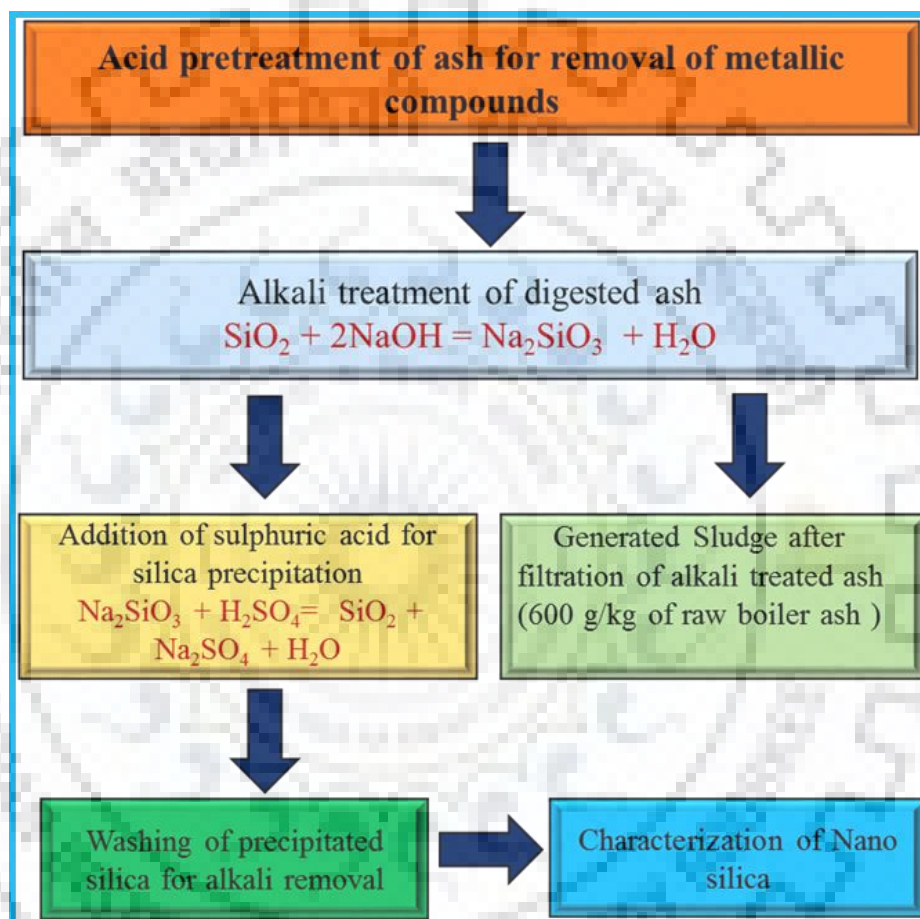 Acid pretreatment of ash for removal of metallic
compounds
Alkali treatment of digested ash
SiO₂ + 2NaOH = Na₂SiO₃ + H₂O
Addition of sulphuric acid for
silica precipitation
Na₂SiO₃ + H₂SO₄= SiO₂ +
Na₂SO₄ + H₂O
Generated Sludge after
filtration of alkali treated ash
(600 g/kg of raw boiler ash )
Washing of precipitated
silica for alkali removal
Characterization of Nano
silica